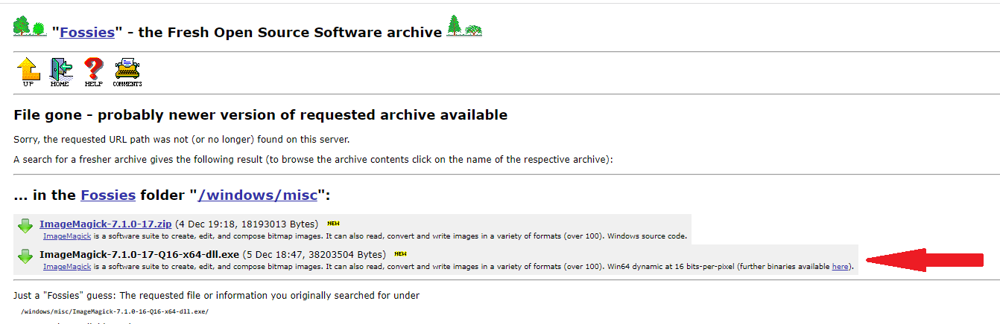 "Fossies" - the Fresh Open Source Software archive
UP HOME HELP COMMENTS
File gone - probably newer version of requested archive available
Sorry, the requested URL path was not (or no longer) found on this server.
A search for a fresher archive gives the following result (to browse the archive contents click on the name of the respective archive):
... in the Fossies folder "/windows/misc":
ImageMagick-7.1.0-17.zip (4 Dec 19:18, 18193013 Bytes) NEW
ImageMagick is a software suite to create, edit, and compose bitmap images. It can also read, convert and write images in a variety of formats (over 100). Windows source code.
ImageMagick-7.1.0-17-Q16-x64-dll.exe (5 Dec 18:47, 38203504 Bytes) NEW
ImageMagick is a software suite to create, edit, and compose bitmap images. It can also read, convert and write images in a variety of formats (over 100). Win64 dynamic at 16 bits-per-pixel (further binaries available here).
Just a "Fossies" guess: The requested file or information you originally searched for under
/windows/misc/ImageMagick-7.1.0-16-Q16-x64-dll.exe/